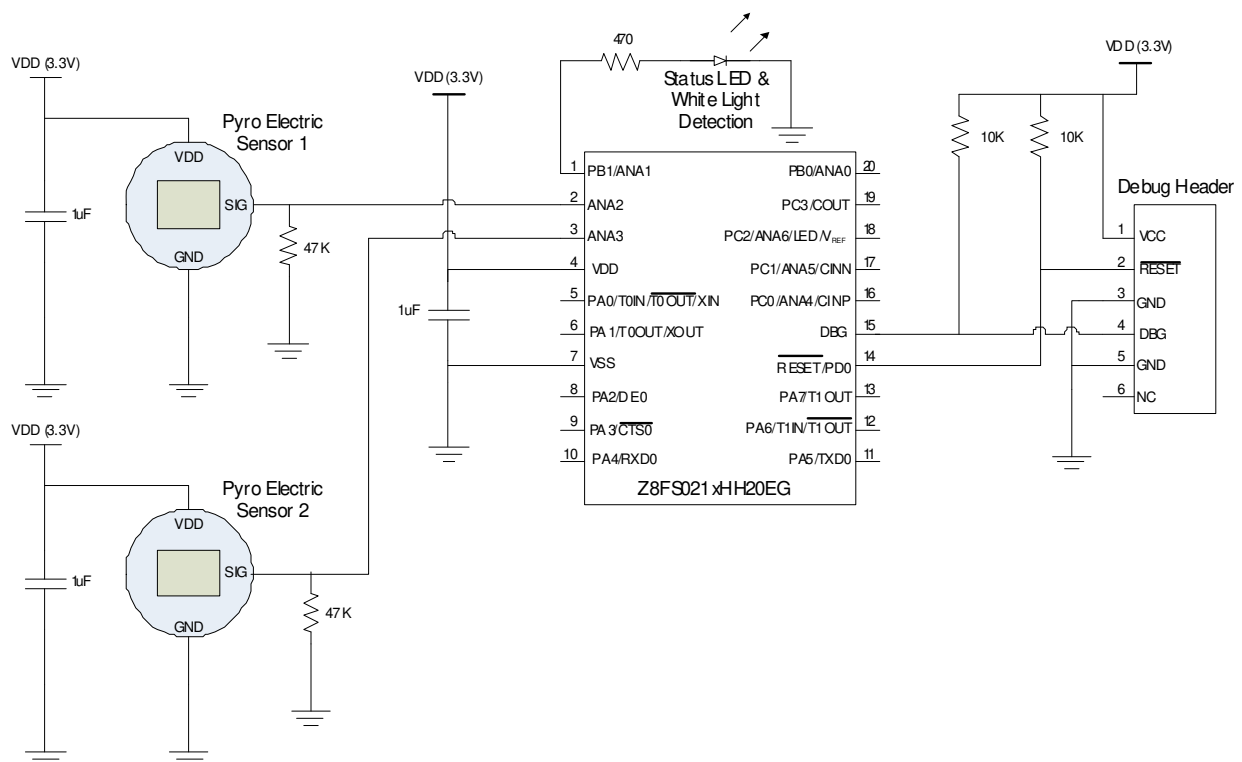 VDD (3.3V)
Pyro Electric
Sensor 1
VDD
SIG
GND
1uF
47K
VDD (3.3V)
Pyro Electric
Sensor 2
VDD
SIG
GND
1uF
47K
VDD (3.3V)
1uF
470
Status LED &
White Light
Detection
1 PB1/ANA1
2 ANA2
3 ANA3
4 VDD
5 PA0/T0IN/T0OUT/XIN
6 PA1/T0OUT/XOUT
7 VSS
8 PA2/DE0
9 PA3/CTS0
10 PA4/RXD0
PB0/ANA0 20
PC3/COUT 19
PC2/ANA6/LED/VREF 18
PC1/ANA5/CINN 17
PC0/ANA4/CINP 16
DBG 15
RESET/PD0 14
PA7/T1OUT 13
PA6/T1IN/T1OUT 12
PA5/TXD0 11
Z8FS021xHH20EG
VDD (3.3V)
10K
10K
Debug Header
1 VCC
2 RESET
3 GND
4 DBG
5 GND
6 NC